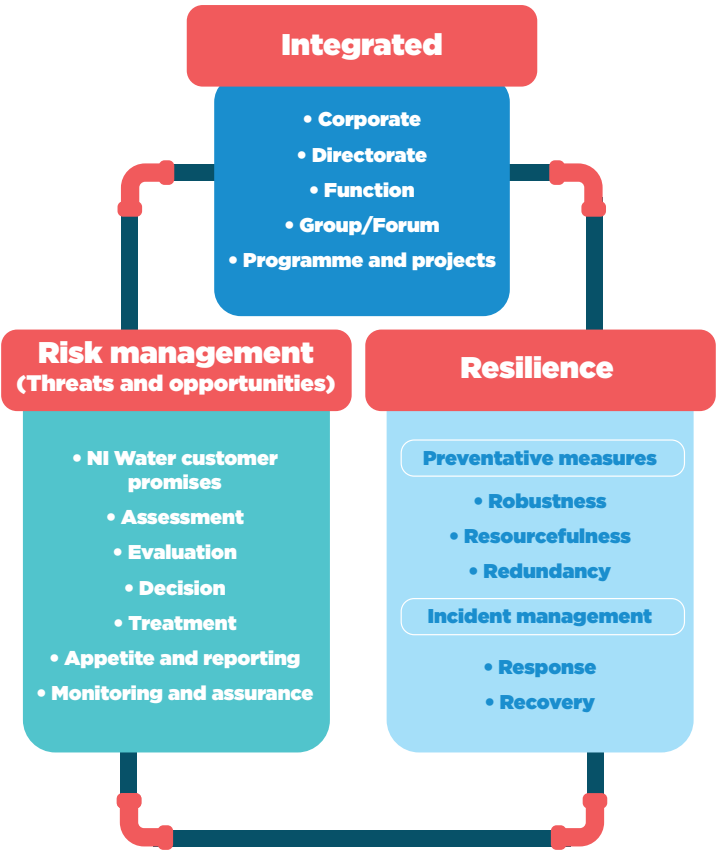 Integrated
• Corporate
• Directorate
• Function
• Group/Forum
• Programme and projects
Risk management
(Threats and opportunities)
• NI Water customer
promises
• Assessment
• Evaluation
• Decision
• Treatment
• Appetite and reporting
• Monitoring and assurance
Resilience
Preventative measures
• Robustness
• Resourcefulness
• Redundancy
Incident management
• Response
• Recovery